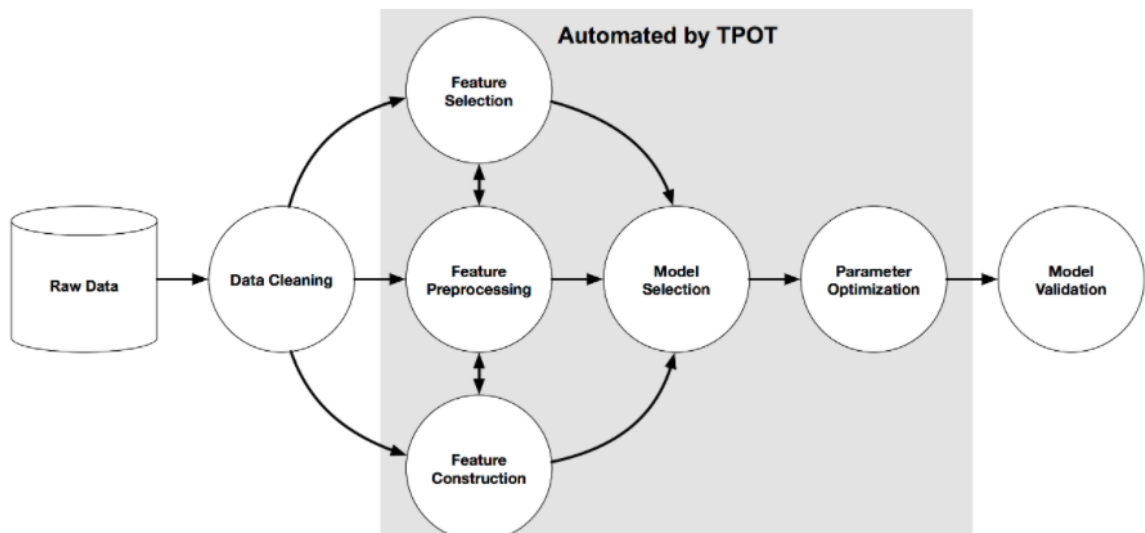 Automated by TPOT
Feature
Selection
Raw Data
Data Cleaning
Feature
Preprocessing
Model
Selection
Parameter
Optimization
Model
Validation
Feature
Construction